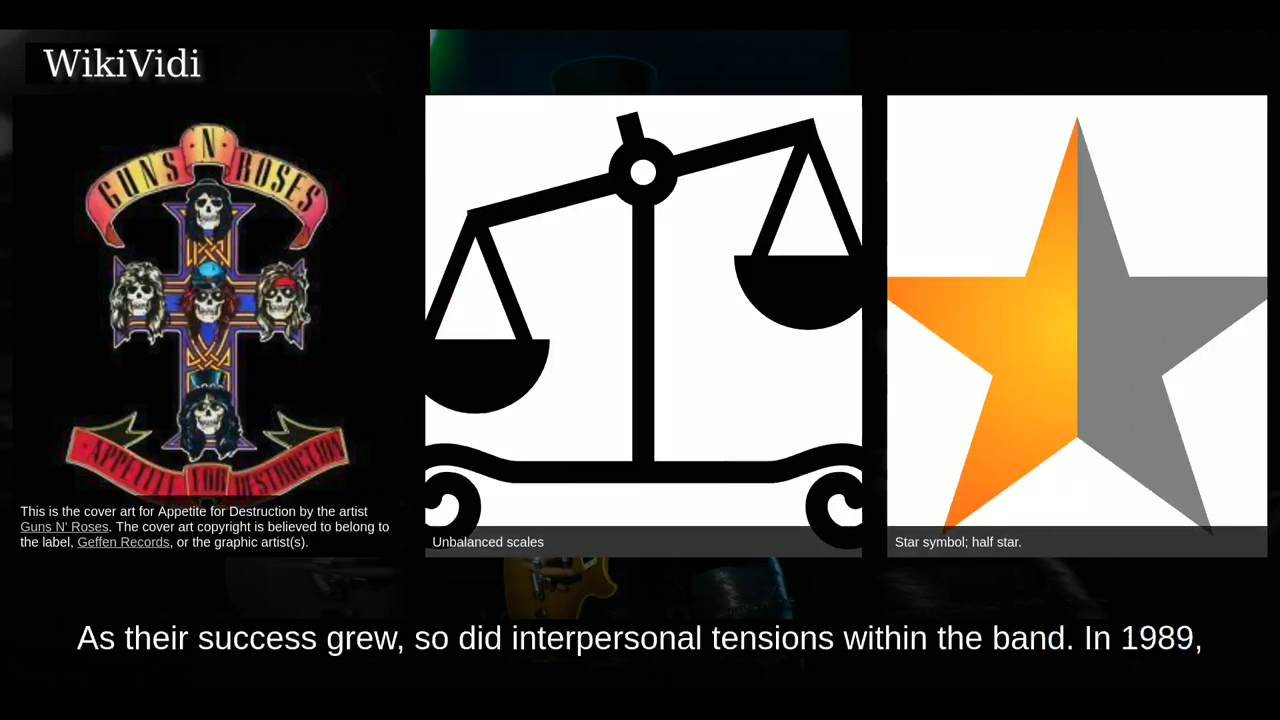 WikiVidi
GUNS N ROSES
APPETITE FOR DESTRUCTION
This is the cover art for Appetite for Destruction by the artist
Guns N' Roses. The cover art copyright is believed to belong to
the label, Geffen Records, or the graphic artist(s).
Unbalanced scales
Star symbol; half star.
As their success grew, so did interpersonal tensions within the band. In 1989,